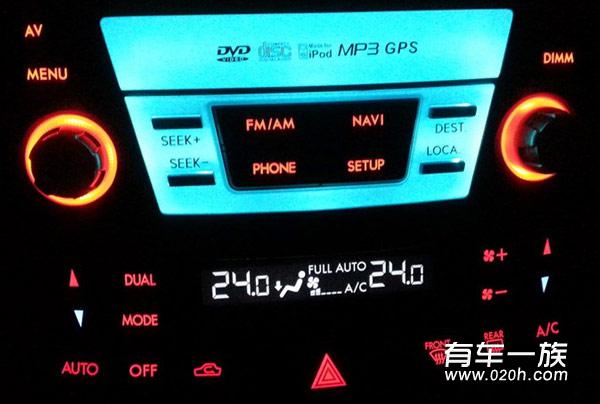 AV
MENU
DVD VIDEO disc Made for iPod MP3 GPS
DIMM
FM/AM NAVI
PHONE SETUP
SEEK+
SEEK-
DEST
LOCA
24.0 FULL AUTO A/C 24.0
DUAL
MODE
AUTO OFF
FRONT
REAR
A/C
有车一族
www.020h.com